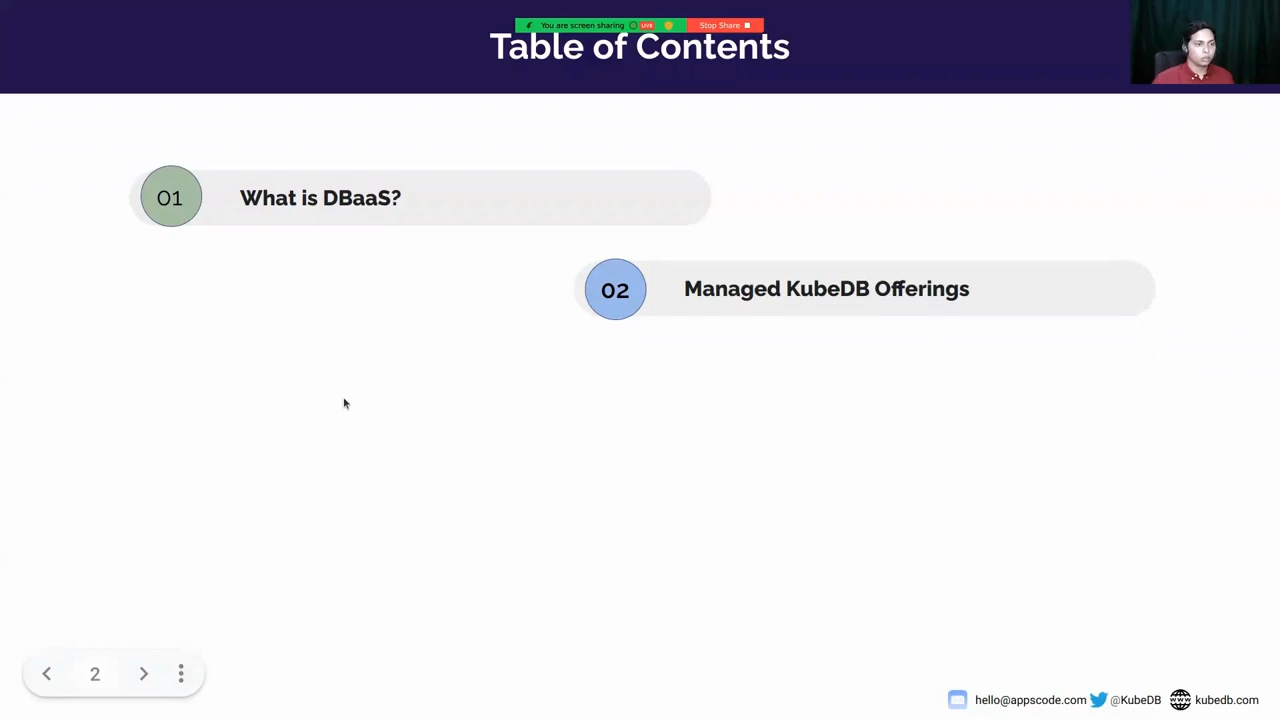 You are screen sharing LIVE Stop Share
Table of Contents
01 What is DBaaS?
02 Managed KubeDB Offerings
2
hello@appscode.com @KubeDB kubedb.com